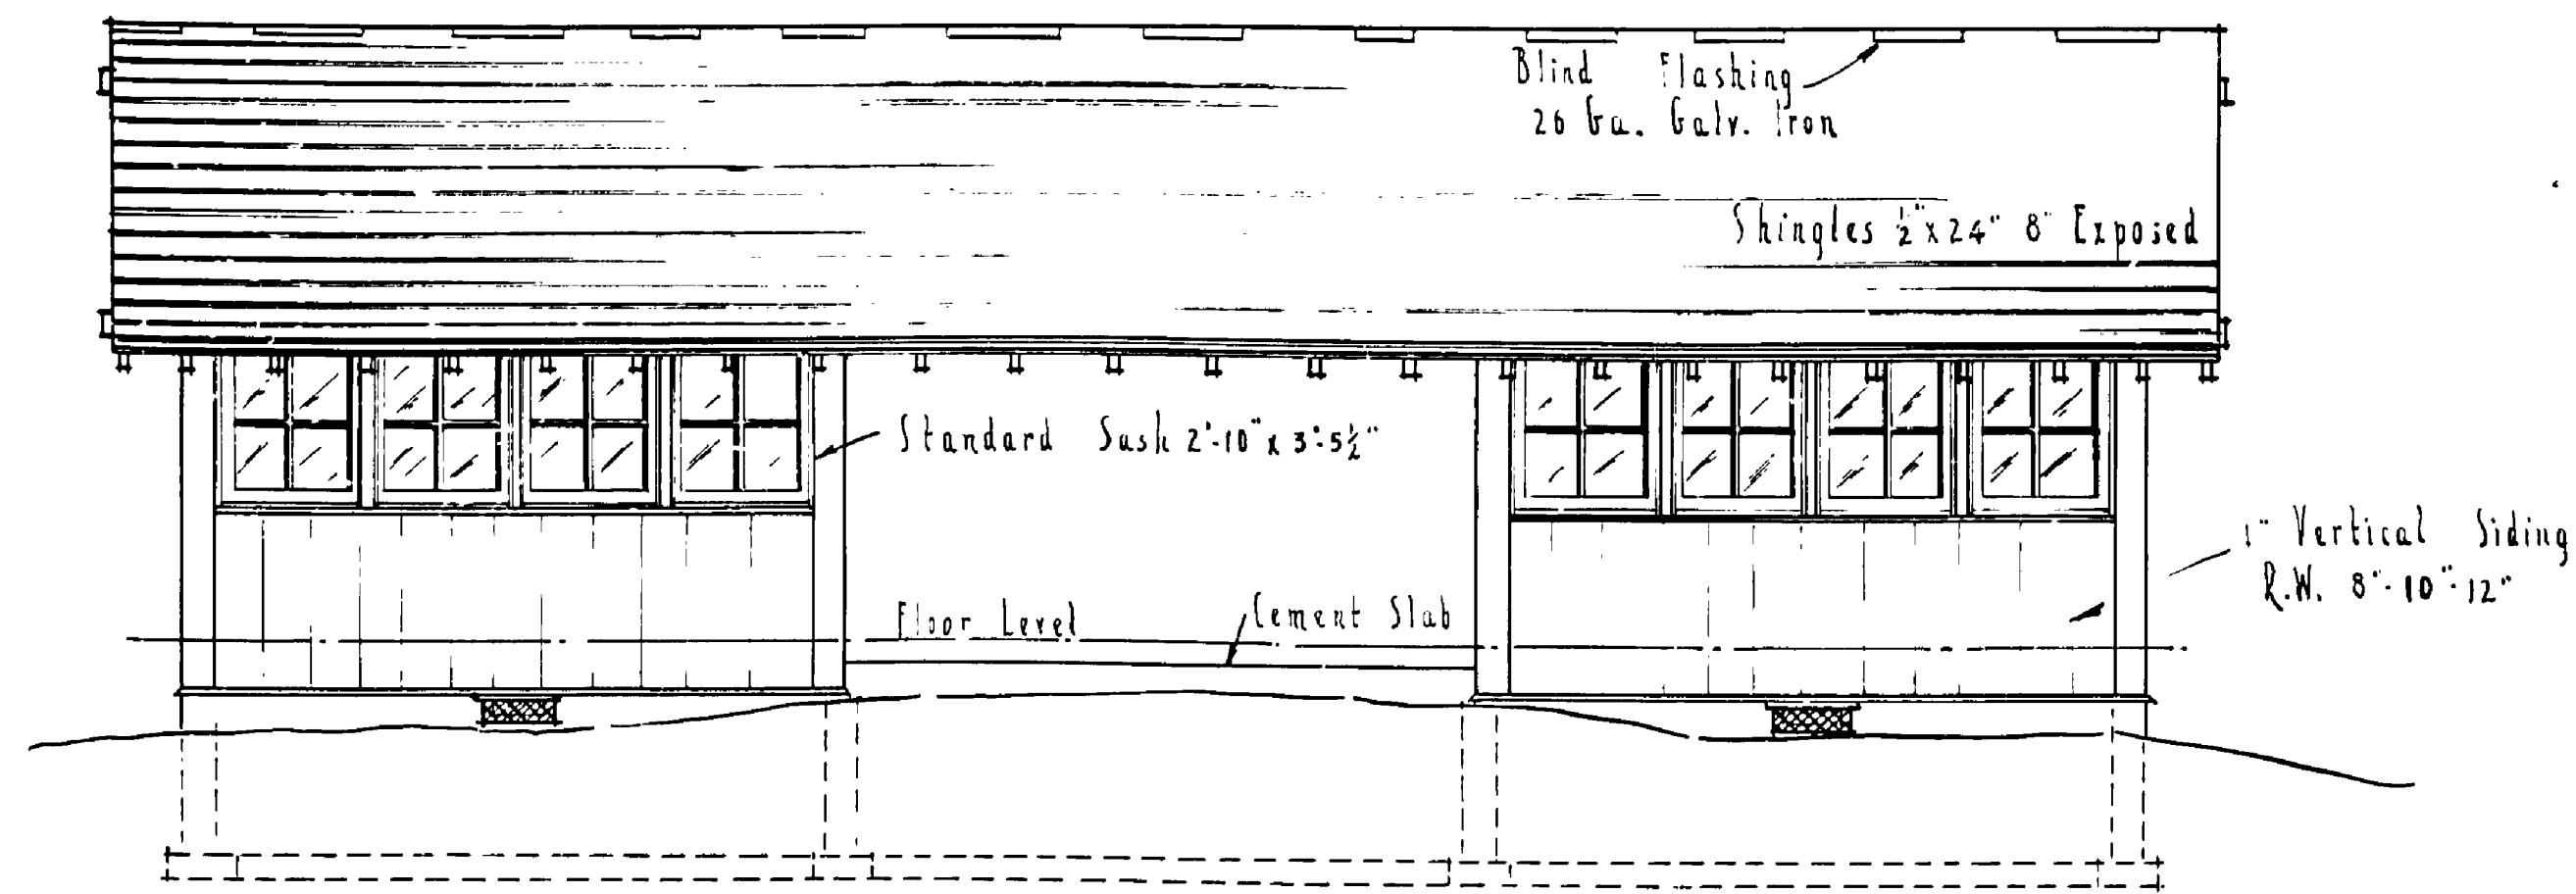 Blind Flashing
26 Ga. Galv. Iron
Shingles ½" x 24" 8" Exposed
Standard Sash 2'-10" x 3'-5½"
1" Vertical Siding
R.W. 8"-10"-12"
Floor Level
Cement Slab